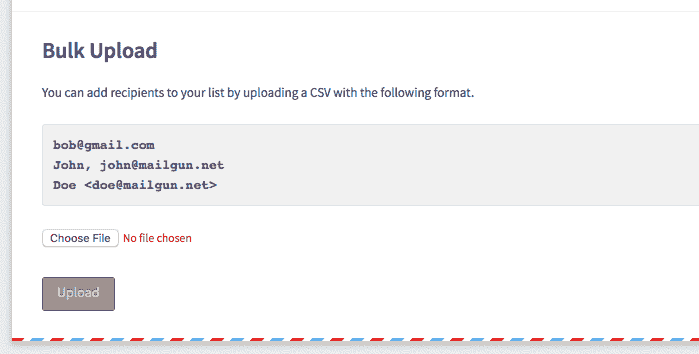 Bulk Upload
You can add recipients to your list by uploading a CSV with the following format.
bob@gmail.com
John, john@mailgun.net
Doe <doe@mailgun.net>
Choose File No file chosen
Upload